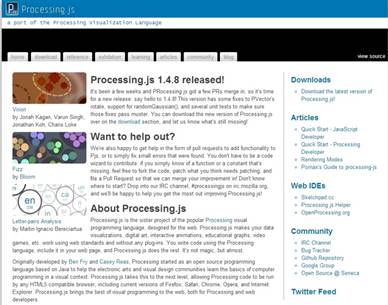 Processing js
a port of the Processing Visualization Language
home download reference exhibition learning articles community blog view source
Processing.js 1.4.8 released!
It's been a few weeks and PRocessing.js got a few PRs merge in, so it's time
for a new release: say hello to 1.4.8! This version has some fixes to PVector's
rotate, support for randomGaussian(), and several unit tests to make sure
those fixes pass muster. You can download the new version of Processing.js
over on the download section, and let us know what's still missing!
Vision
by Jonah Kagan, Varun Singh,
Jonathan Koh, Charis Loke
Want to help out?
We're also happy to get help in the form of pull requests to add functionality to
Pjs, or to simply fix small errors that were found. You don't have to be a code
wizard to contribute: if you simply know of a function or a constant that's
missing, feel free to fork the code, patch what you think needs patching, and
file a Pull Request so that we can merge your improvement in! Don't know
where to start? Drop into our IRC channel, #processingjs on irc.mozilla.org,
and we'll be happy to help you get the most out improving Processing.js!
Fuzz
by Bloom
About Processing.js
Processing.js is the sister project of the popular Processing visual
programming language, designed for the web. Processing.js makes your data
visualizations, digital art, interactive animations, educational graphs, video
games, etc. work using web standards and without any plug-ins. You write code using the Processing
language, include it in your web page, and Processing.js does the rest. It's not magic, but almost.
Letter-pairs Analysis
by Martin Ignacio Bereciartua
Originally developed by Ben Fry and Casey Reas, Processing started as an open source programming
language based on Java to help the electronic arts and visual design communities learn the basics of computer
programming in a visual context. Processing.js takes this to the next level, allowing Processing code to be run
by any HTML5 compatible browser, including current versions of Firefox, Safari, Chrome, Opera, and Internet
Explorer. Processing.js brings the best of visual programming to the web, both for Processing and web
developers.
Downloads
Download the latest version of
Processing.js!
Articles
Quick Start - JavaScript
Developer
Quick Start - Processing
Developer
Rendering Modes
Pomax's Guide to processing.js
Web IDEs
Sketchpad.cc
Processing.js Helper
OpenProcessing.org
Community
IRC Channel
Bug Tracker
Github Repository
Google Group
Open Source @ Seneca
Twitter Feed